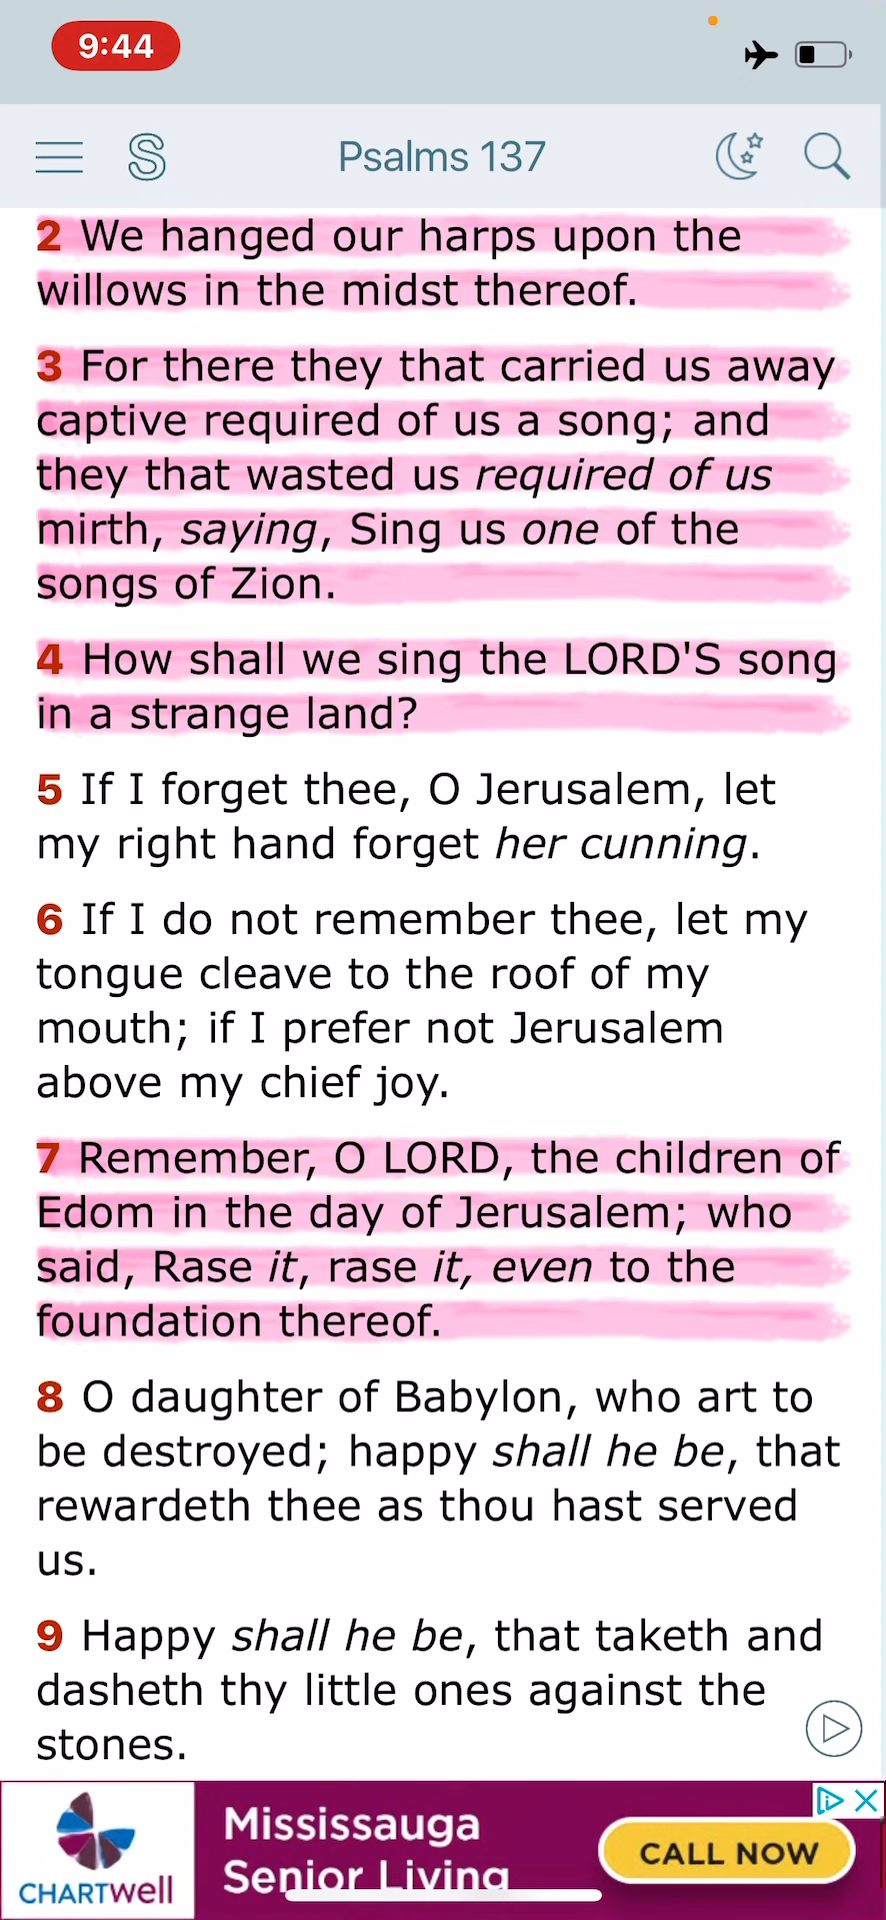 9:44
Psalms 137
2 We hanged our harps upon the
willows in the midst thereof.
3 For there they that carried us away
captive required of us a song; and
they that wasted us required of us
mirth, saying, Sing us one of the
songs of Zion.
4 How shall we sing the LORD'S song
in a strange land?
5 If I forget thee, O Jerusalem, let
my right hand forget her cunning.
6 If I do not remember thee, let my
tongue cleave to the roof of my
mouth; if I prefer not Jerusalem
above my chief joy.
7 Remember, O LORD, the children of
Edom in the day of Jerusalem; who
said, Rase it, rase it, even to the
foundation thereof.
8 O daughter of Babylon, who art to
be destroyed; happy shall he be, that
rewardeth thee as thou hast served
us.
9 Happy shall he be, that taketh and
dasheth thy little ones against the
stones.
CHARTwell
Mississauga
Senior Living
CALL NOW